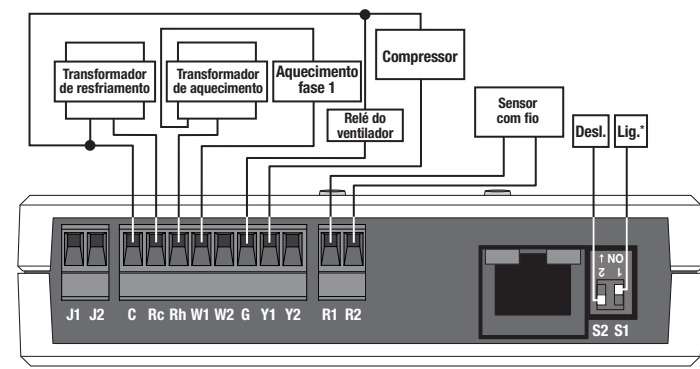 Transformador
de resfriamento
Transformador
de aquecimento
Aquecimento
fase 1
Relé do
ventilador
Compressor
Sensor
com fio
Desl.
Lig.*
ON ↓
1 2
J1 J2 C Rc Rh W1 W2 G Y1 Y2 R1 R2
S2 S1